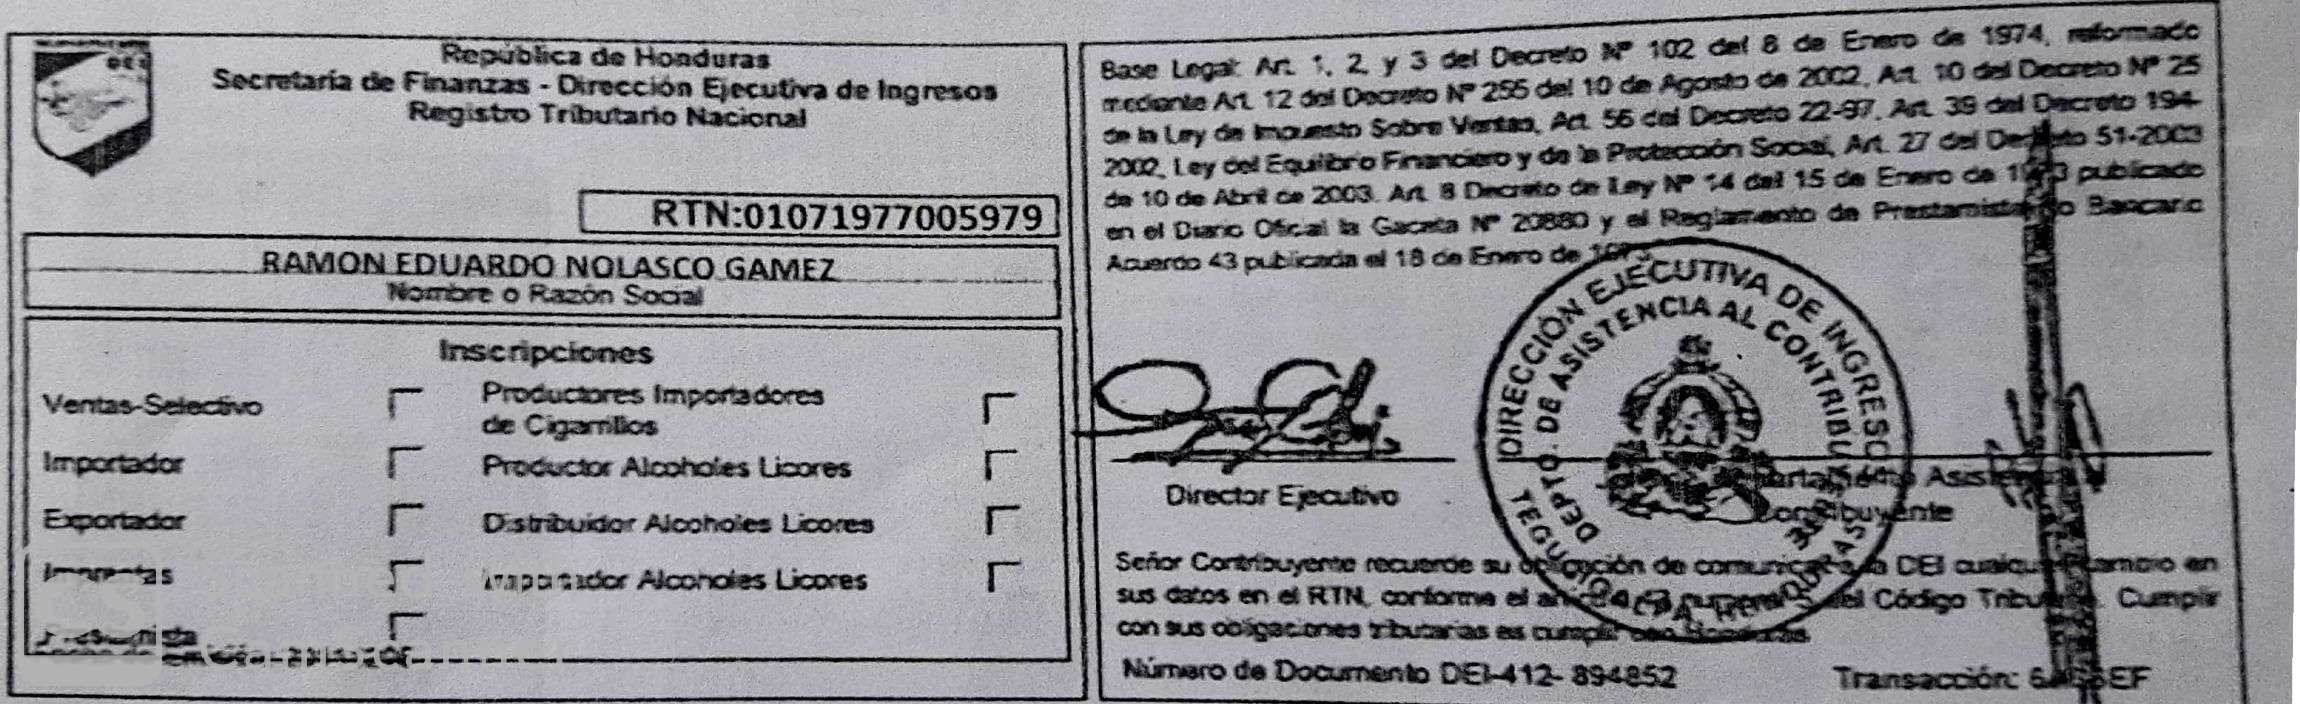 DEI
República de Honduras
Secretaría de Finanzas - Dirección Ejecutiva de Ingresos
Registro Tributario Nacional
RTN:01071977005979
RAMON EDUARDO NOLASCO GAMEZ
Nombre o Razón Social
Inscripciones
Ventas-Selectivo
Productores Importadores
de Cigarrillos
Importador
Productor Alcoholes Licores
Exportador
Distribuidor Alcoholes Licores
Imprentas
Alcoholes Licores
Base Legal: Art. 1, 2, y 3 del Decreto Nº 102 del 8 de Enero de 1974, reformado
mediante Art. 12 del Decreto Nº 255 del 10 de Agosto de 2002, Art. 10 del Decreto Nº 25
de la Ley de Impuesto Sobre Ventas, Art. 56 del Decreto 22-97, Art. 39 del Decreto 194-
2002, Ley del Equilibrio Financiero y de la Protección Social, Art. 27 del Decreto 51-2003
de 10 de Abril de 2003. Art. 8 Decreto de Ley Nº 14 del 15 de Enero de publicado
en el Diario Oficial la Gaceta Nº 20880 y el Reglamento de Prestamista Bancario
Acuerdo 43 publicada el 18 de Enero de
DIRECCIÓN EJECUTIVA DE INGRESOS
DEPTO. DE ASISTENCIA AL CONTRIBU
Director Ejecutivo
Contribuyente
Señor Contribuyente recuerde su obligación de comunicar a la DEI en
sus datos en el RTN, conforme el del Código Cumplir
con sus obligaciones tributarias es cumplir
Número de Documento DEI-412- 894852
Transacción: